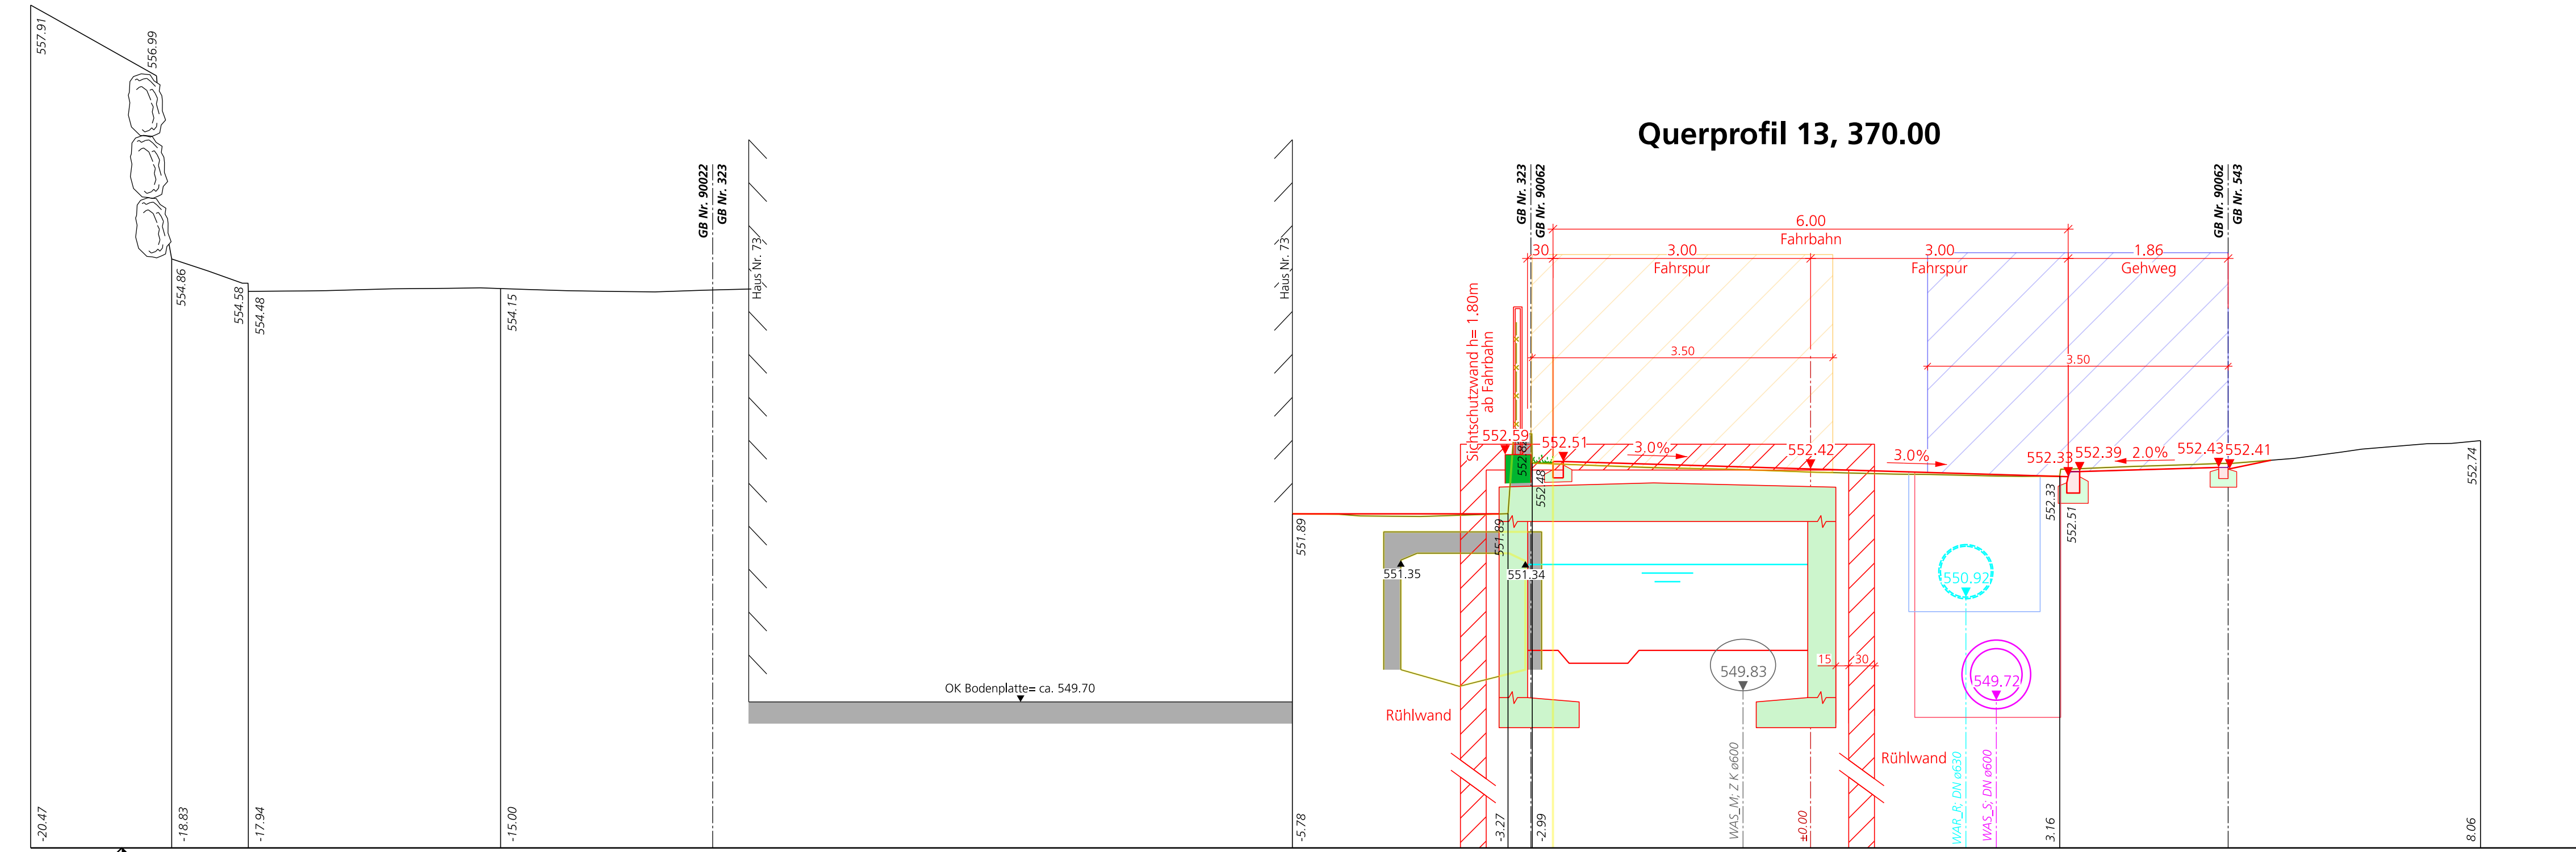 Querprofil 13, 370.00
557.91
556.99
554.86
554.58
554.48
554.15
GB Nr. 90022
GB Nr. 323
Haus Nr. 73
Haus Nr. 73
OK Bodenplatte= ca. 549.70
GB Nr. 323
GB Nr. 90062
GB Nr. 90062
GB Nr. 543
6.00
Fahrbahn
30
3.00
Fahrspur
3.00
Fahrspur
1.86
Gehweg
3.50
3.50
Sichtschutzwand h= 1.80m
ab Fahrbahn
552.59
552.51
3.0%
552.42
3.0%
552.33
552.39
2.0%
552.43
552.41
552.48
552.33
552.51
552.74
551.89
551.89
551.35
551.34
550.92
549.83
549.72
15
30
Rühlwand
Rühlwand
WAS_M; Z K ø600
WAR_R; DN ø630
WAS_S; DN ø600
-20.47
-18.83
-17.94
-15.00
-5.78
-3.27
-2.99
±0.00
3.16
8.06